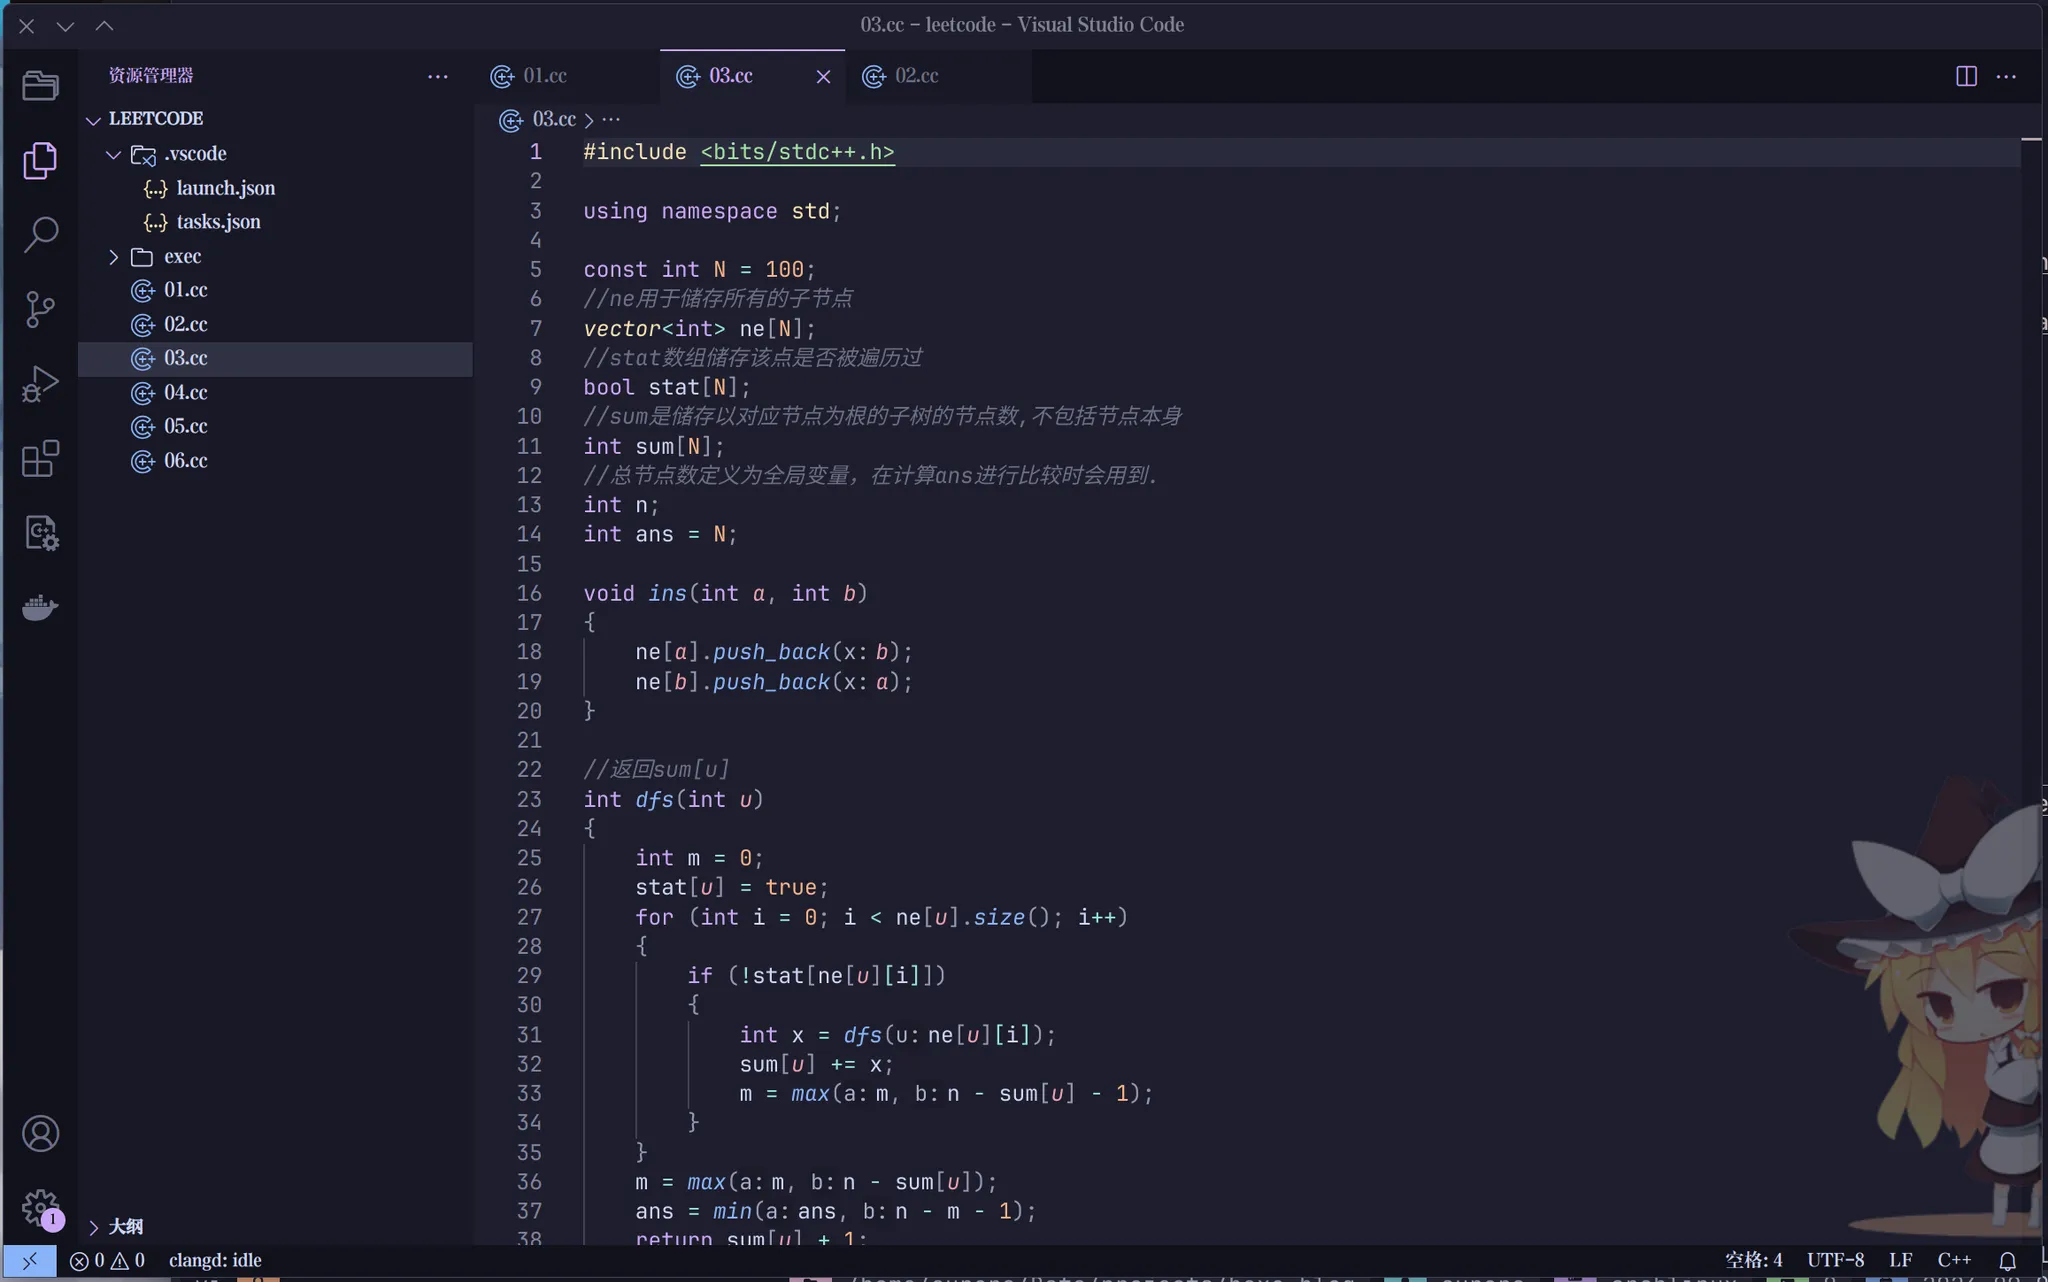 03.cc - leetcode - Visual Studio Code
资源管理器
01.cc
03.cc
02.cc
LEETCODE
.vscode
launch.json
tasks.json
exec
01.cc
02.cc
03.cc
04.cc
05.cc
06.cc
大纲
03.cc > ...
1 #include <bits/stdc++.h>
2
3 using namespace std;
4
5 const int N = 100;
6 //ne用于储存所有的子节点
7 vector<int> ne[N];
8 //stat数组储存该点是否被遍历过
9 bool stat[N];
10 //sum是储存以对应节点为根的子树的节点数,不包括节点本身
11 int sum[N];
12 //总节点数定义为全局变量，在计算ans进行比较时会用到.
13 int n;
14 int ans = N;
15
16 void ins(int a, int b)
17 {
18 ne[a].push_back(x: b);
19 ne[b].push_back(x: a);
20 }
21
22 //返回sum[u]
23 int dfs(int u)
24 {
25 int m = 0;
26 stat[u] = true;
27 for (int i = 0; i < ne[u].size(); i++)
28 {
29 if (!stat[ne[u][i]])
30 {
31 int x = dfs(u: ne[u][i]);
32 sum[u] += x;
33 m = max(a: m, b: n - sum[u] - 1);
34 }
35 }
36 m = max(a: m, b: n - sum[u]);
37 ans = min(a: ans, b: n - m - 1);
38 return sum[u] + 1;
1
0 0 clangd: idle
空格: 4 UTF-8 LF C++